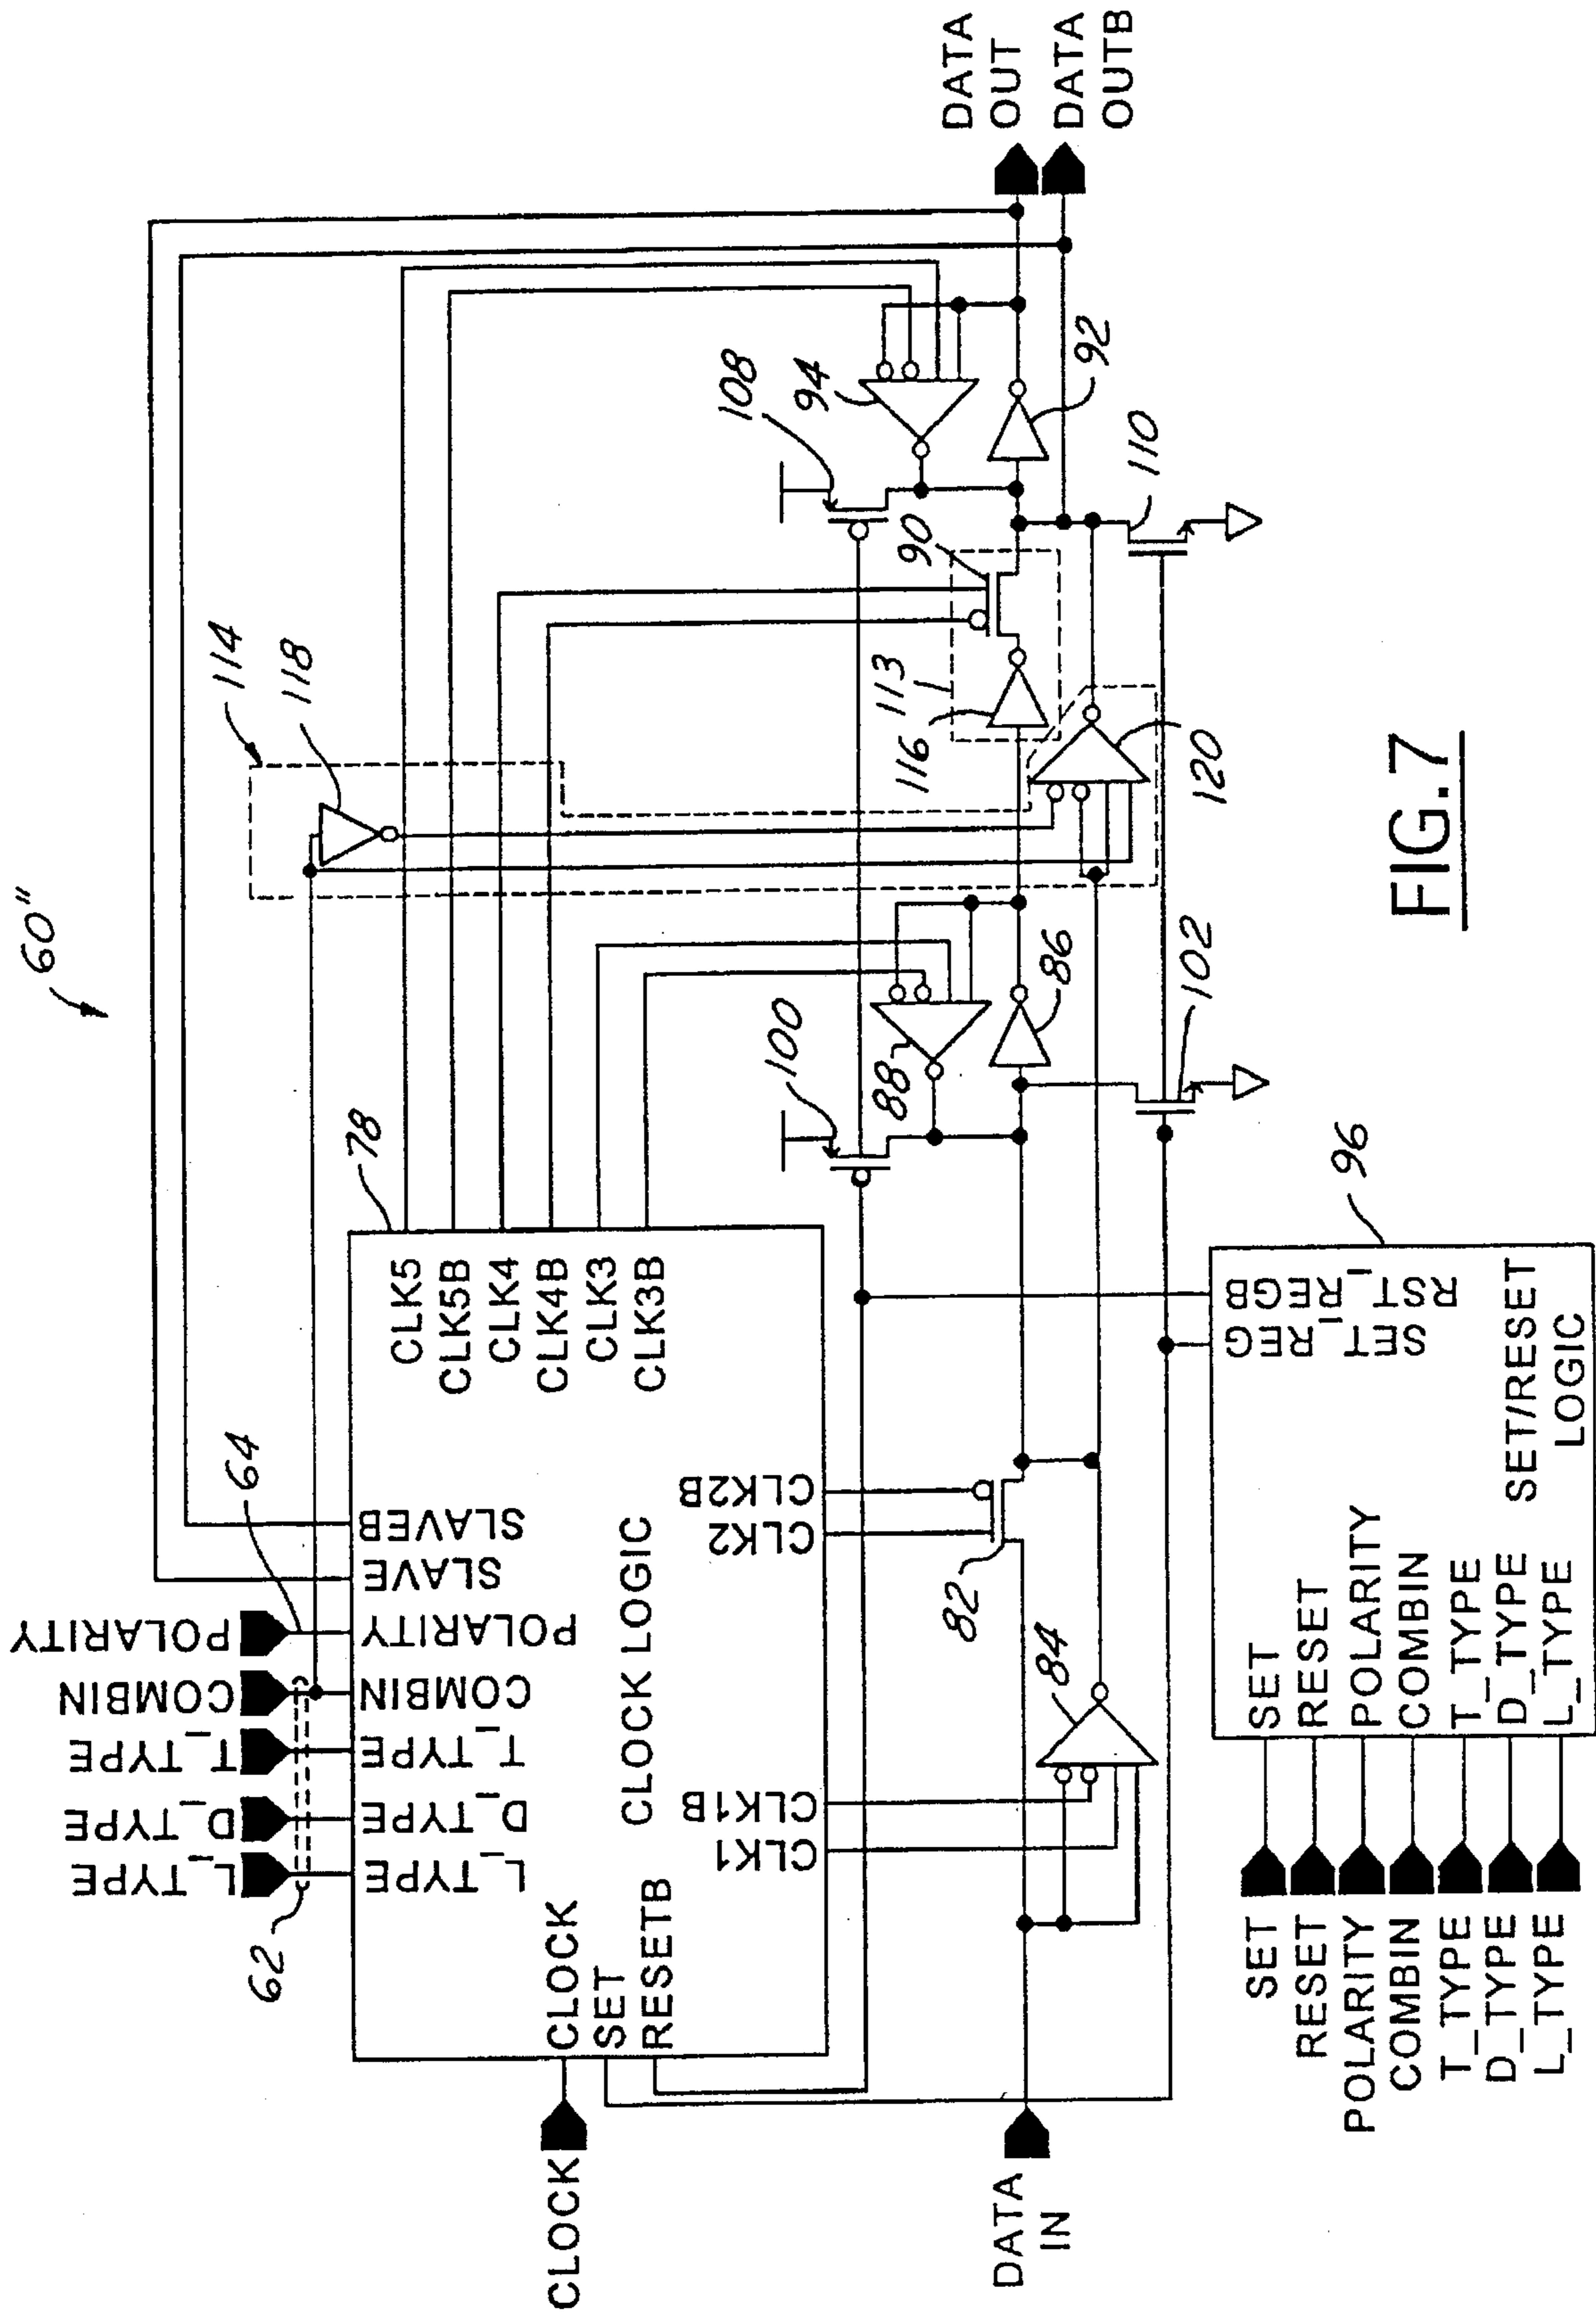 60"
L_TYPE
D_TYPE
T_TYPE
COMBIN
POLARITY
62
64
78
L_TYPE
D_TYPE
T_TYPE
COMBIN
POLARITY
SLAVE
SLAVEB
CLOCK
CLOCK
SET
RESETB
CLOCK LOGIC
CLK5
CLK5B
CLK4
CLK4B
CLK3
CLK3B
CLK1
CLK1B
CLK2
CLK2B
114
118
100
88
86
102
113
116
90
120
108
94
92
110
82
84
DATA
IN
DATA
OUT
DATA
OUTB
96
SET
RESET
POLARITY
COMBIN
T_TYPE
D_TYPE
L_TYPE
SET
RESET
POLARITY
COMBIN
T_TYPE
D_TYPE
L_TYPE
SET_REG
RST_REGB
SET/RESET
LOGIC
FIG.7